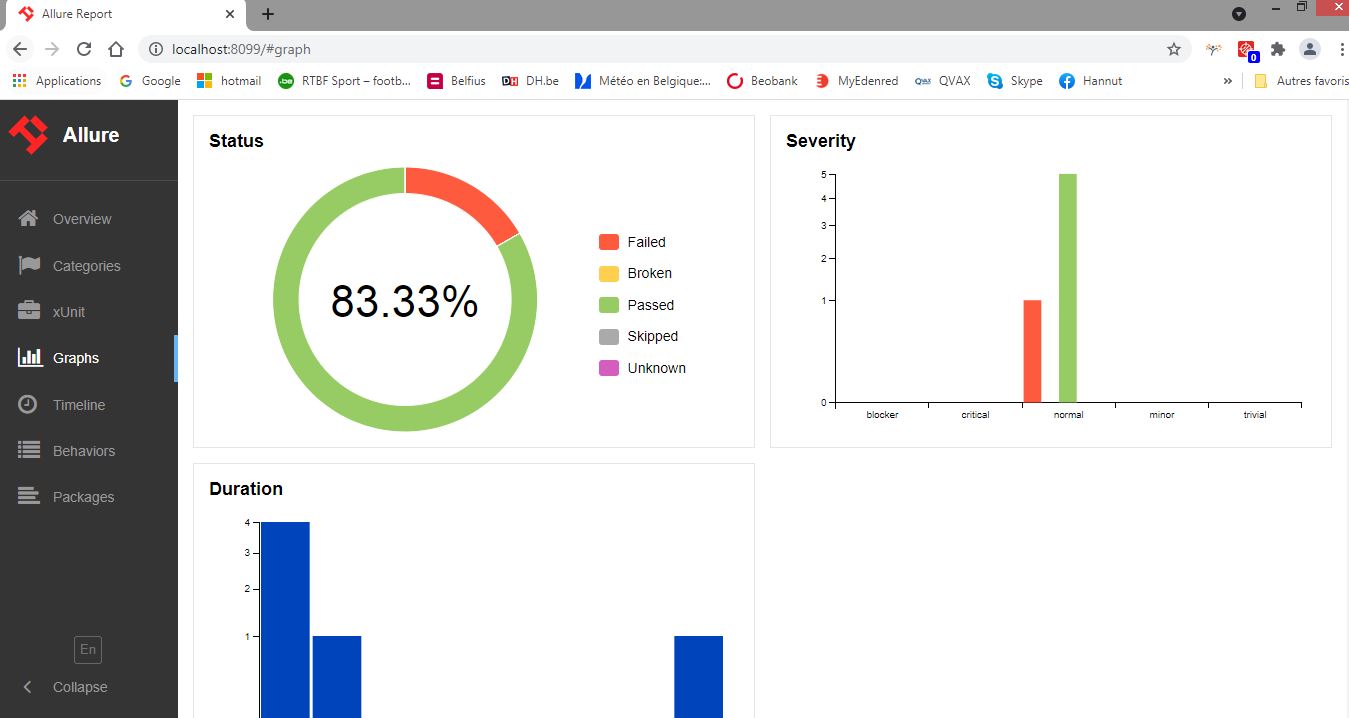 Allure Report
localhost:8099/#graph
0
Applications Google hotmail RTBF Sport – footb... Belfius DH.be Météo en Belgique:... Beobank MyEdenred QVAX Skype Hannut » Autres favoris
Allure
Overview
Categories
xUnit
Graphs
Timeline
Behaviors
Packages
En
Collapse
Status
83.33%
Failed
Broken
Passed
Skipped
Unknown
Severity
5
4
3
2
1
0
blocker critical normal minor trivial
Duration
4
3
2
1